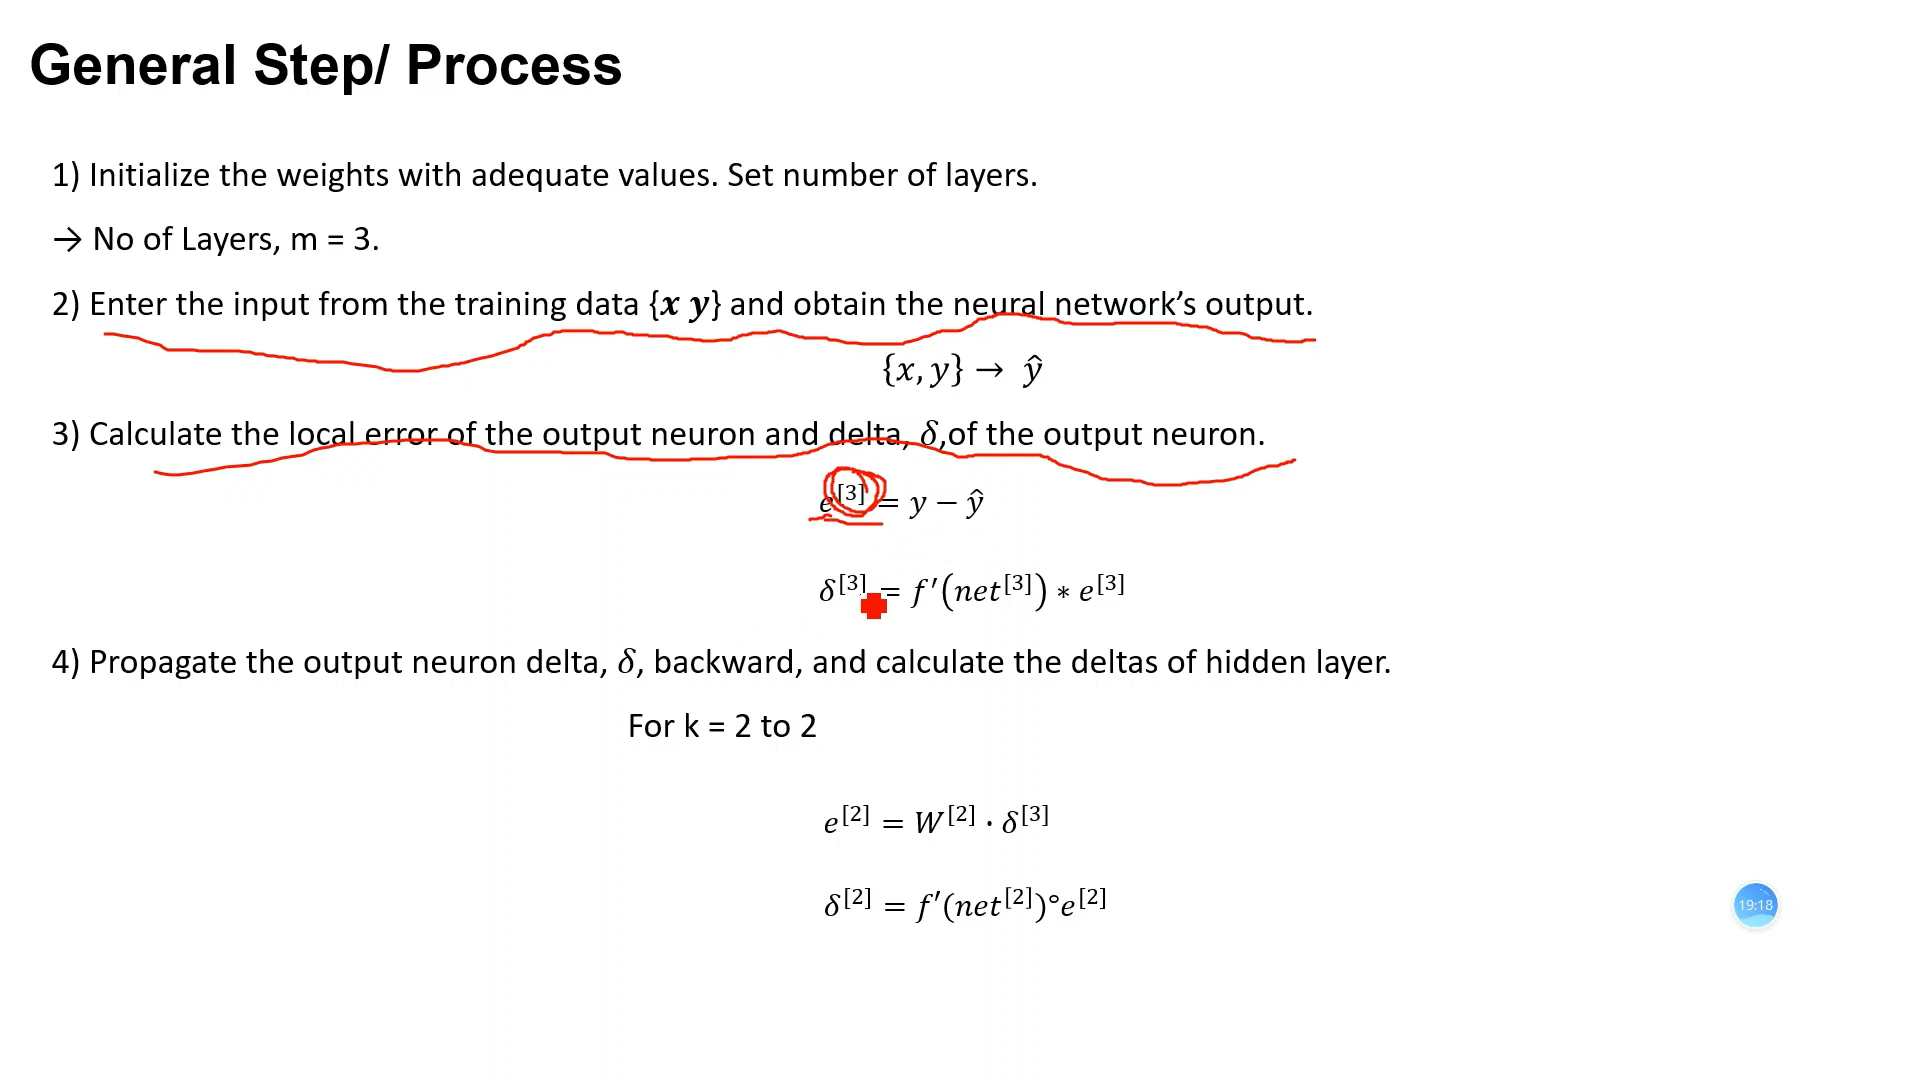 General Step/ Process
1) Initialize the weights with adequate values. Set number of layers.
→ No of Layers, m = 3.
2) Enter the input from the training data {x y} and obtain the neural network’s output.
{x, y} → ŷ
3) Calculate the local error of the output neuron and delta, δ,of the output neuron.
e^[3] = y − ŷ
δ^[3] = f′(net^[3]) ∗ e^[3]
4) Propagate the output neuron delta, δ, backward, and calculate the deltas of hidden layer.
For k = 2 to 2
e^[2] = W^[2] · δ^[3]
δ^[2] = f′(net^[2])°e^[2]
19:18